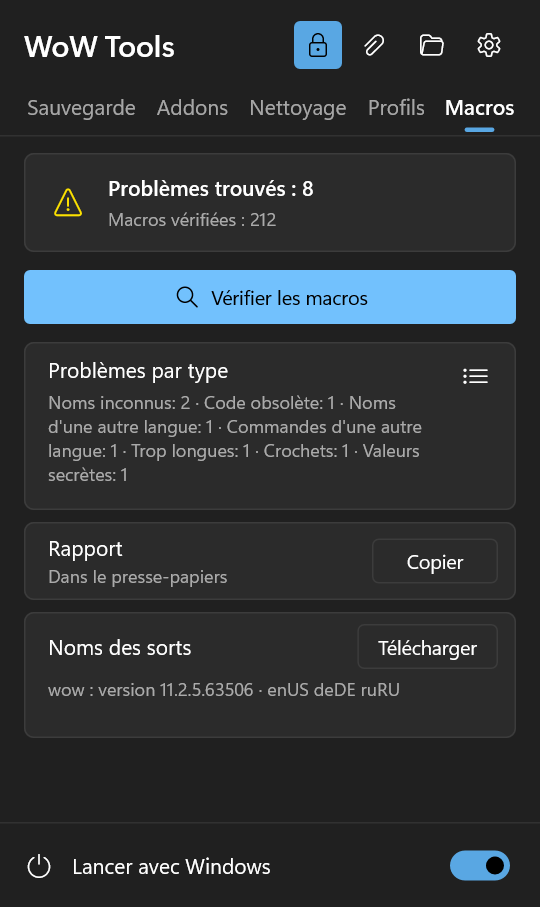 WoW Tools
Sauvegarde Addons Nettoyage Profils Macros
Problèmes trouvés : 8
Macros vérifiées : 212
Vérifier les macros
Problèmes par type
Noms inconnus: 2 · Code obsolète: 1 · Noms
d'une autre langue: 1 · Commandes d'une autre
langue: 1 · Trop longues: 1 · Crochets: 1 · Valeurs
secrètes: 1
Rapport
Dans le presse-papiers
Copier
Noms des sorts
Télécharger
wow : version 11.2.5.63506 · enUS deDE ruRU
Lancer avec Windows